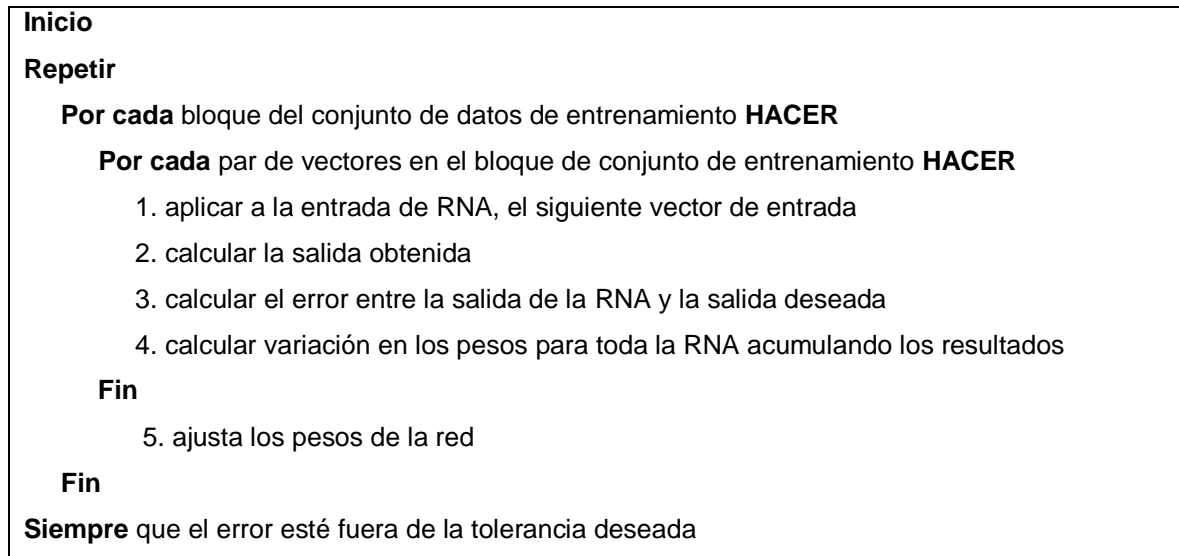 Inicio
Repetir
Por cada bloque del conjunto de datos de entrenamiento HACER
Por cada par de vectores en el bloque de conjunto de entrenamiento HACER
1. aplicar a la entrada de RNA, el siguiente vector de entrada
2. calcular la salida obtenida
3. calcular el error entre la salida de la RNA y la salida deseada
4. calcular variación en los pesos para toda la RNA acumulando los resultados
Fin
5. ajusta los pesos de la red
Fin
Siempre que el error esté fuera de la tolerancia deseada